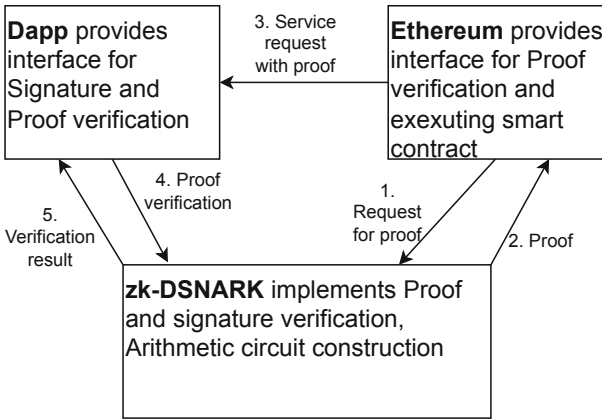 Dapp provides
interface for
Signature and
Proof verification
3. Service
request
with proof
Ethereum provides
interface for Proof
verification and
exexuting smart
contract
5.
Verification
result
4. Proof
verification
1.
Request
for proof
2. Proof
zk-DSNARK implements Proof
and signature verification,
Arithmetic circuit construction